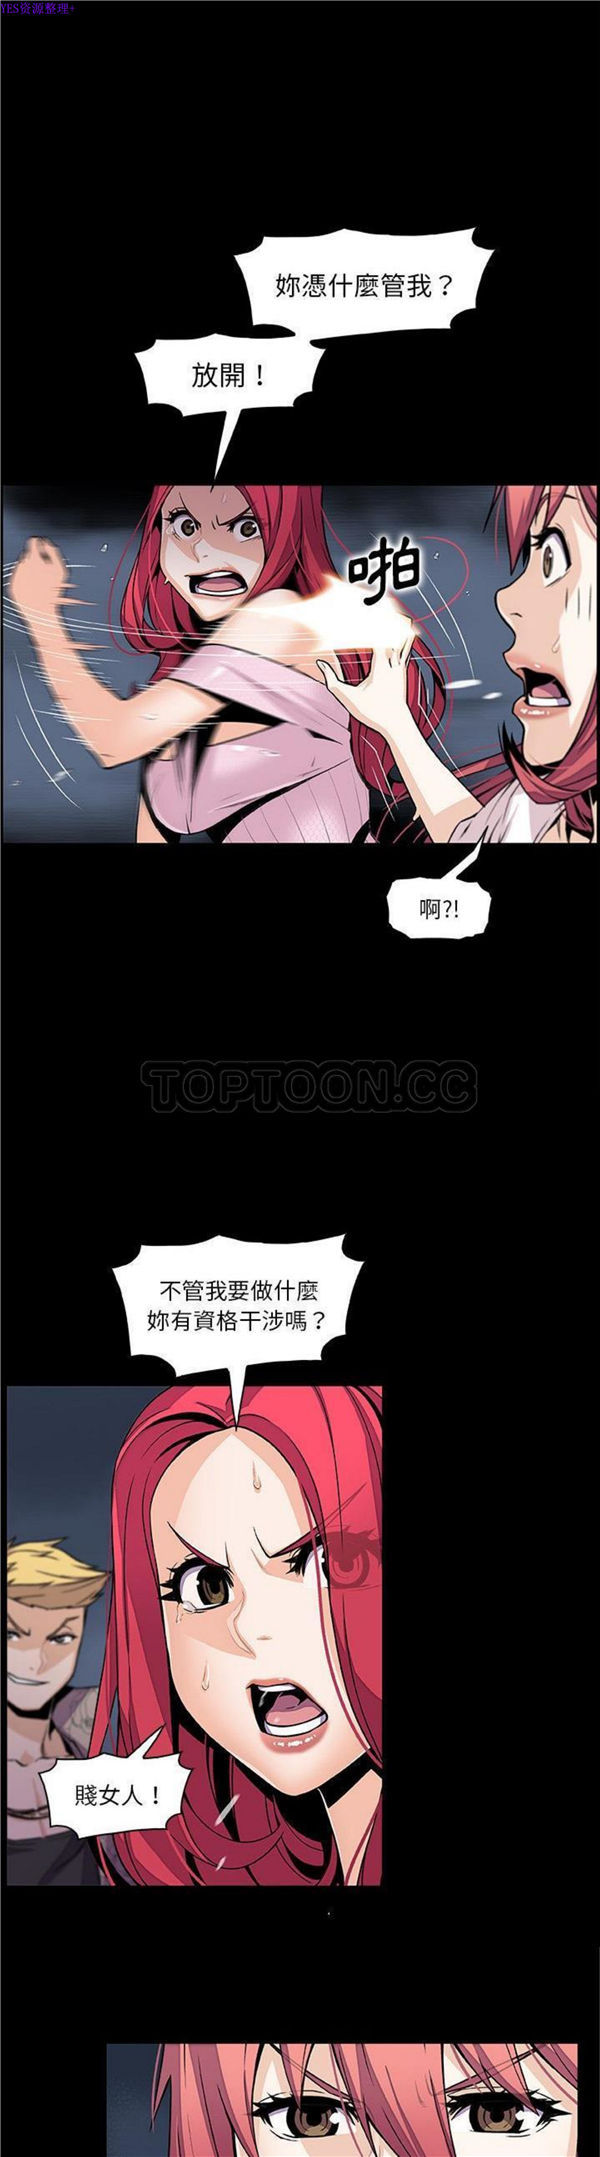 YES资源整理+
妳憑什麼管我？
放開！
啪
啊?!
TOPTOON.CC
不管我要做什麼
妳有資格干涉嗎？
賤女人！